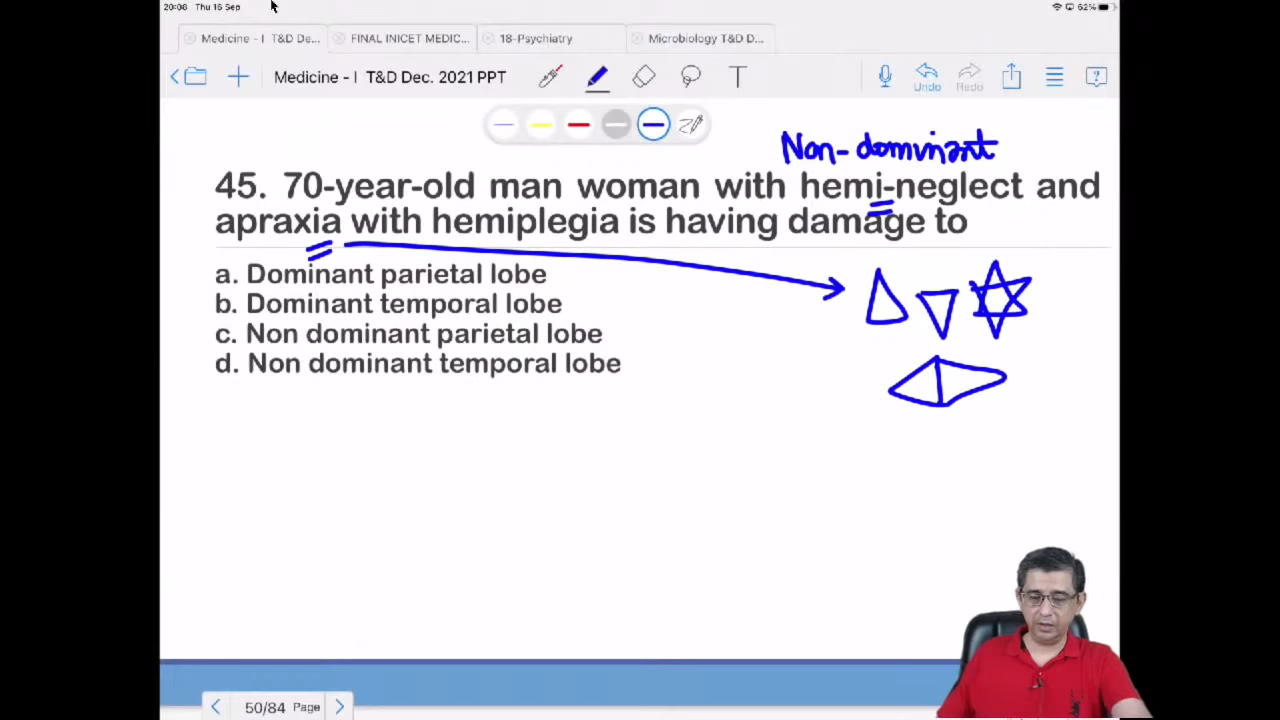 20:08 Thu 16 Sep
62%
Medicine - I T&D De...
FINAL INICET MEDIC...
18-Psychiatry
Microbiology T&D D...
Medicine - I T&D Dec. 2021 PPT
T
Undo
Redo
?
Non-dominant
45. 70-year-old man woman with hemi-neglect and
apraxia with hemiplegia is having damage to
a. Dominant parietal lobe
b. Dominant temporal lobe
c. Non dominant parietal lobe
d. Non dominant temporal lobe
50/84 Page